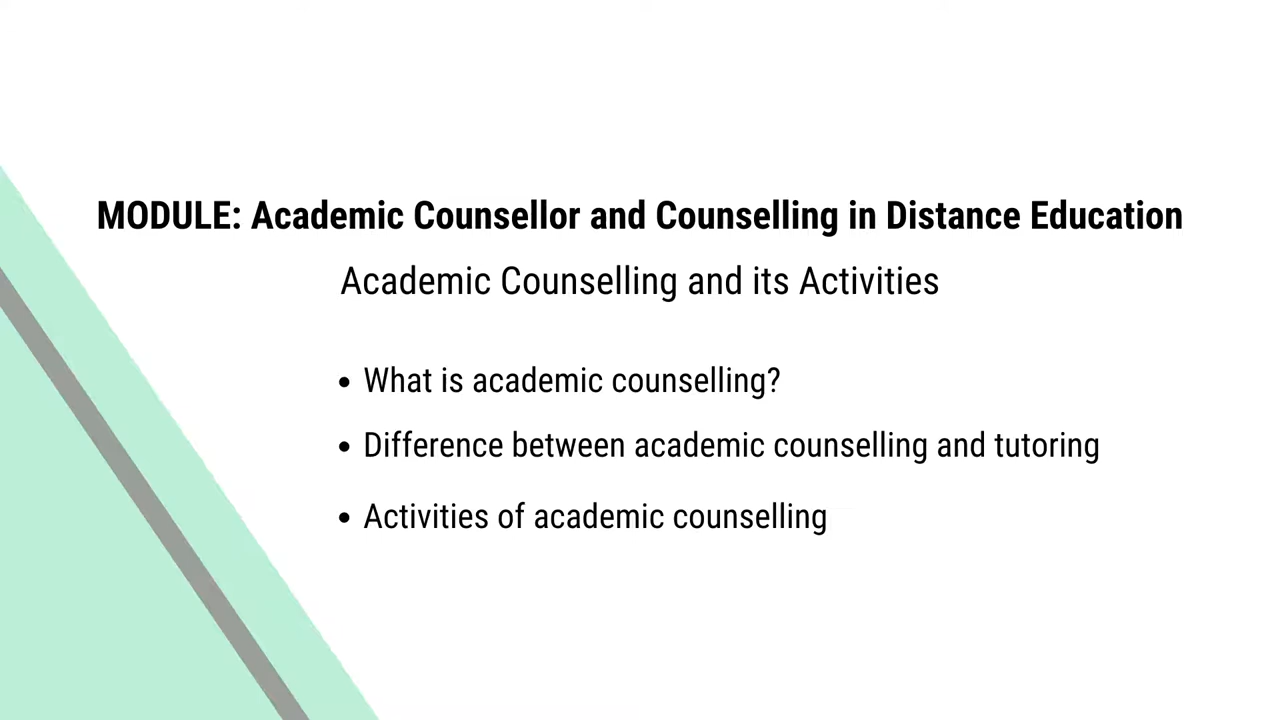 MODULE: Academic Counsellor and Counselling in Distance Education
Academic Counselling and its Activities
• What is academic counselling?
• Difference between academic counselling and tutoring
• Activities of academic counselling